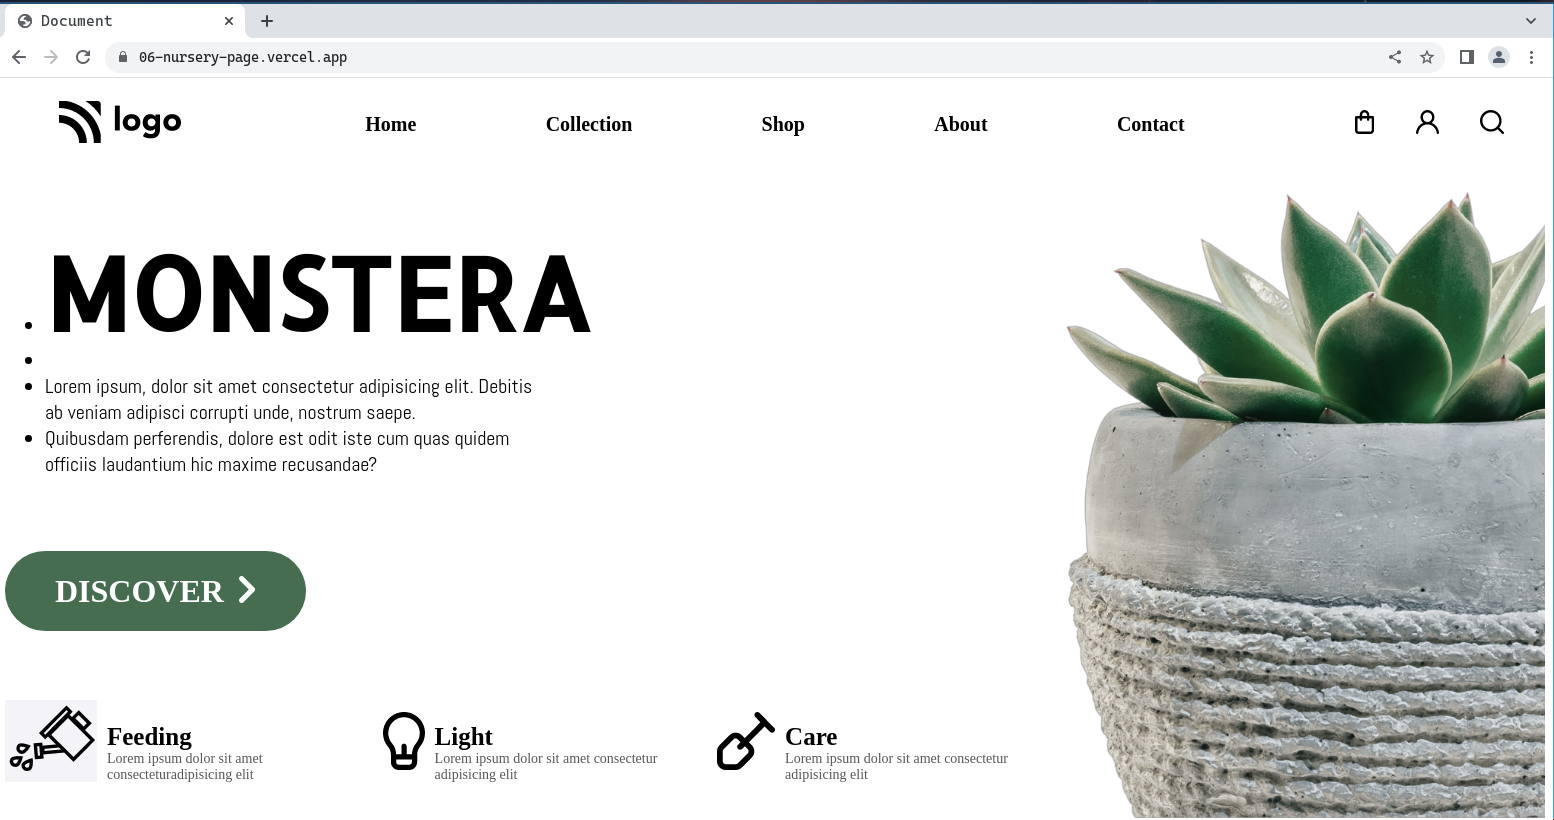 Document
06-nursery-page.vercel.app
logo
Home Collection Shop About Contact
MONSTERA
Lorem ipsum, dolor sit amet consectetur adipisicing elit. Debitis
ab veniam adipisci corrupti unde, nostrum saepe.
Quibusdam perferendis, dolore est odit iste cum quas quidem
officiis laudantium hic maxime recusandae?
DISCOVER
Feeding
Lorem ipsum dolor sit amet
consecteturadipisicing elit
Light
Lorem ipsum dolor sit amet consectetur
adipisicing elit
Care
Lorem ipsum dolor sit amet consectetur
adipisicing elit